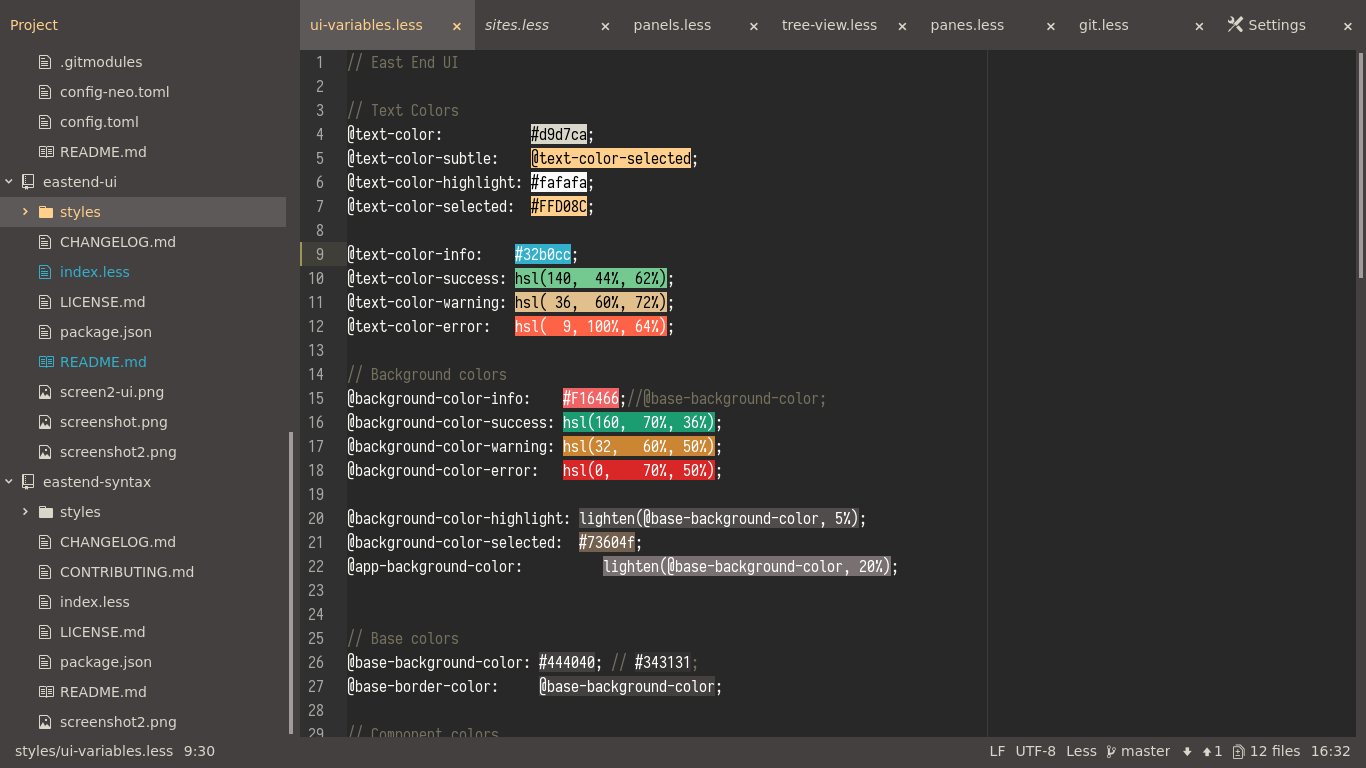 Project
ui-variables.less × sites.less × panels.less × tree-view.less × panes.less × git.less × Settings ×
.gitmodules
config-neo.toml
config.toml
README.md
eastend-ui
styles
CHANGELOG.md
index.less
LICENSE.md
package.json
README.md
screen2-ui.png
screenshot.png
screenshot2.png
eastend-syntax
styles
CHANGELOG.md
CONTRIBUTING.md
index.less
LICENSE.md
package.json
README.md
screenshot2.png
1 // East End UI
2
3 // Text Colors
4 @text-color: #d9d7ca;
5 @text-color-subtle: @text-color-selected;
6 @text-color-highlight: #fafafa;
7 @text-color-selected: #FFD08C;
8
9 @text-color-info: #32b0cc;
10 @text-color-success: hsl(140, 44%, 62%);
11 @text-color-warning: hsl( 36, 60%, 72%);
12 @text-color-error: hsl( 9, 100%, 64%);
13
14 // Background colors
15 @background-color-info: #F16466;//@base-background-color;
16 @background-color-success: hsl(160, 70%, 36%);
17 @background-color-warning: hsl(32, 60%, 50%);
18 @background-color-error: hsl(0, 70%, 50%);
19
20 @background-color-highlight: lighten(@base-background-color, 5%);
21 @background-color-selected: #73604f;
22 @app-background-color: lighten(@base-background-color, 20%);
23
24
25 // Base colors
26 @base-background-color: #444040; // #343131;
27 @base-border-color: @base-background-color;
28
29 // Component colors
styles/ui-variables.less 9:30 LF UTF-8 Less master 1 12 files 16:32